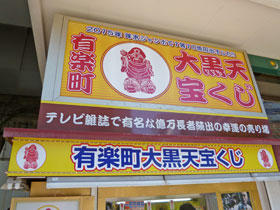 有楽町
大黒天
宝くじ
テレビ雑誌で有名な億万長者続出の幸運の売り場
有楽町大黒天宝くじ